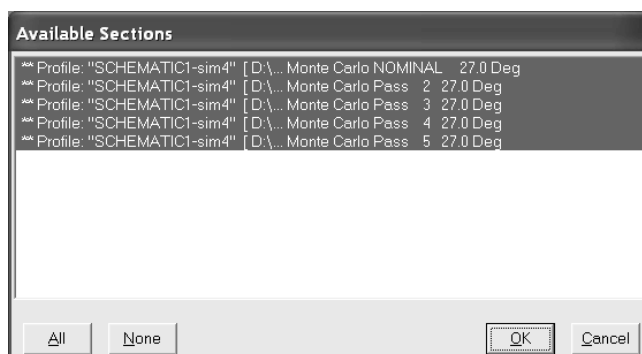 Available Sections
** Profile: "SCHEMATIC1-sim4" [ D:\... Monte Carlo NOMINAL 27.0 Deg
** Profile: "SCHEMATIC1-sim4" [ D:\... Monte Carlo Pass 2 27.0 Deg
** Profile: "SCHEMATIC1-sim4" [ D:\... Monte Carlo Pass 3 27.0 Deg
** Profile: "SCHEMATIC1-sim4" [ D:\... Monte Carlo Pass 4 27.0 Deg
** Profile: "SCHEMATIC1-sim4" [ D:\... Monte Carlo Pass 5 27.0 Deg
All None OK Cancel